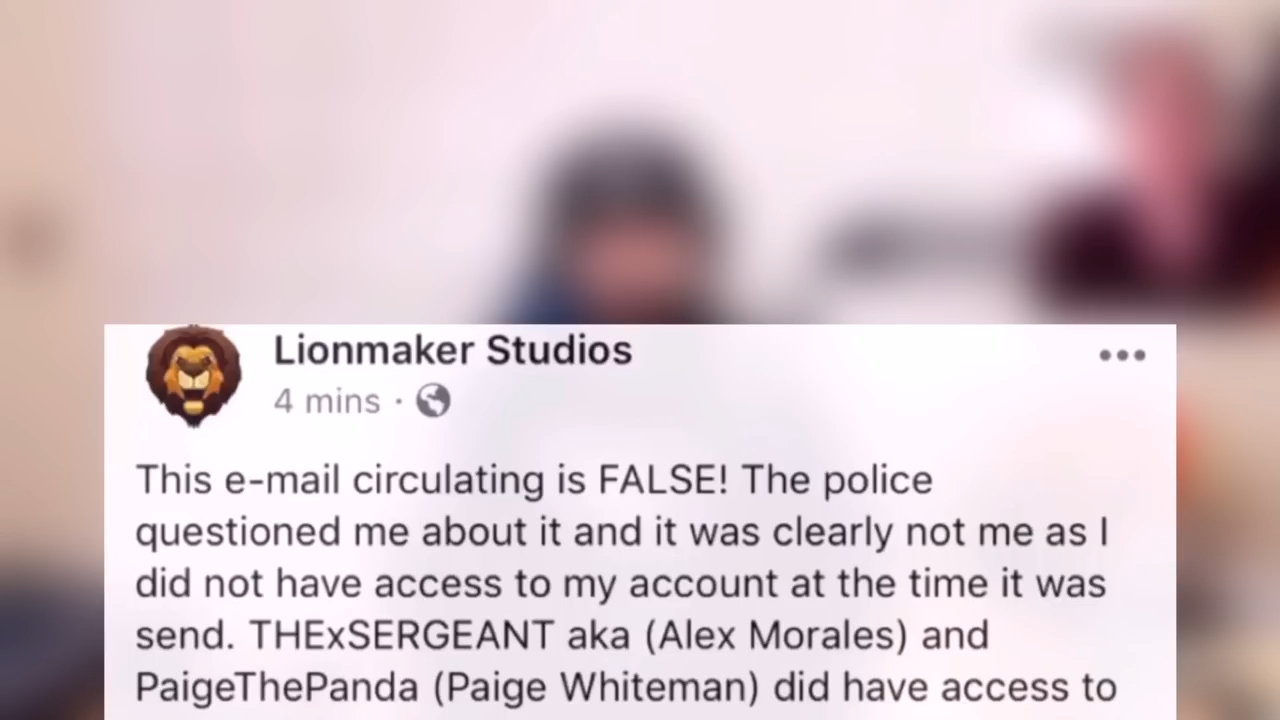 Lionmaker Studios
4 mins ·
This e-mail circulating is FALSE! The police
questioned me about it and it was clearly not me as I
did not have access to my account at the time it was
send. THExSERGEANT aka (Alex Morales) and
PaigeThePanda (Paige Whiteman) did have access to